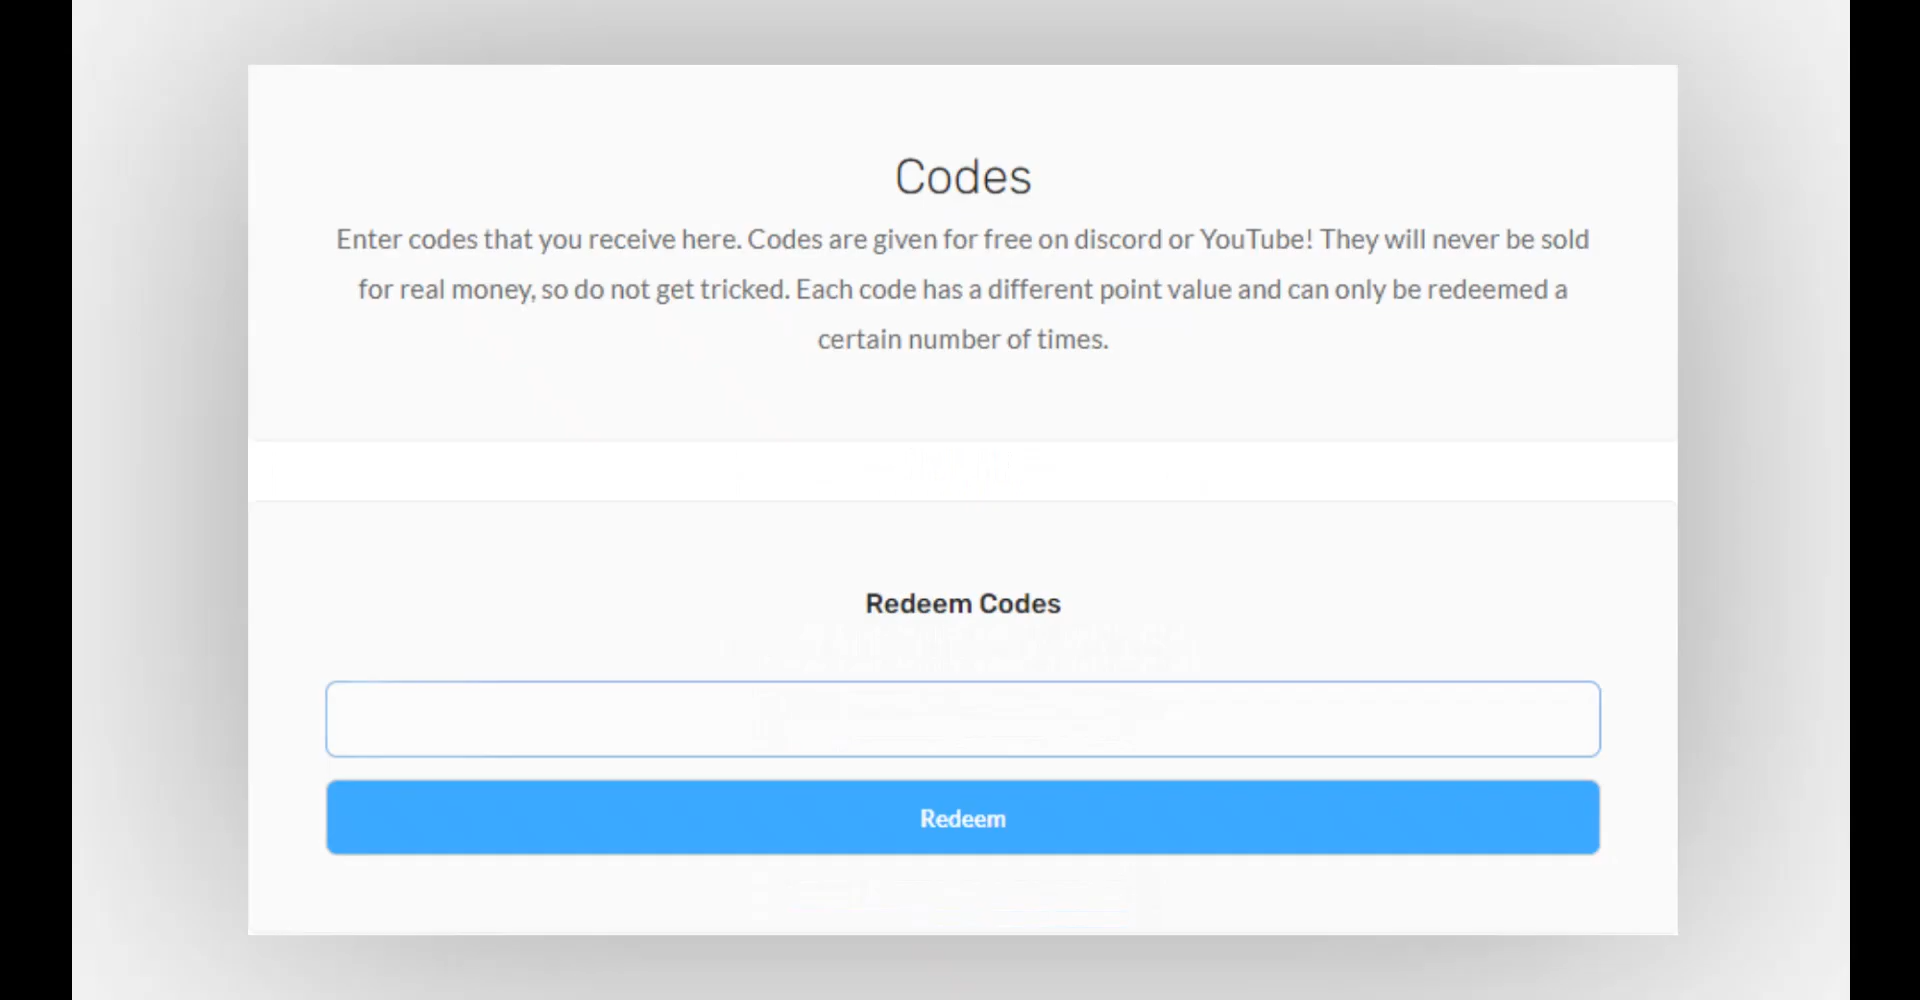 Codes
Enter codes that you receive here. Codes are given for free on discord or YouTube! They will never be sold
for real money, so do not get tricked. Each code has a different point value and can only be redeemed a
certain number of times.
Redeem Codes
Redeem